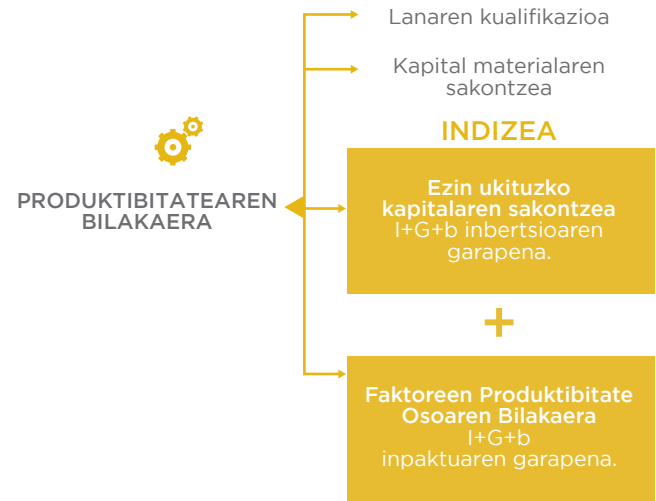 Lanaren kualifikazioa
Kapital materialaren
sakontzea
INDIZEA
PRODUKTIBITATEAREN
BILAKAERA
Ezin ukituzko
kapitalaren sakontzea
I+G+b inbertsioaren
garapena.
+
Faktoreen Produktibitate
Osoaren Bilakaera
I+G+b
inpaktuaren garapena.